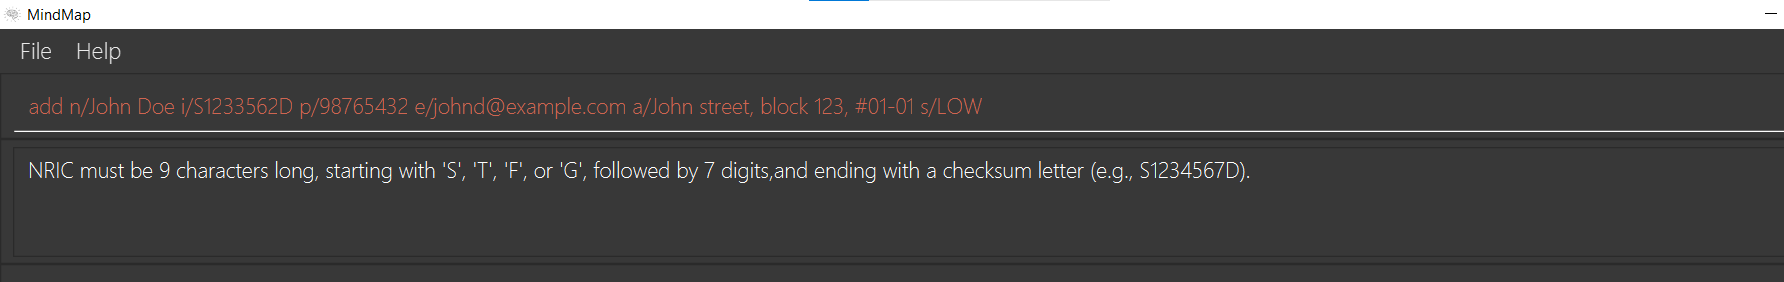 MindMap
File Help
add n/John Doe i/S1233562D p/98765432 e/johnd@example.com a/John street, block 123, #01-01 s/LOW
NRIC must be 9 characters long, starting with 'S', 'T', 'F', or 'G', followed by 7 digits,and ending with a checksum letter (e.g., S1234567D).